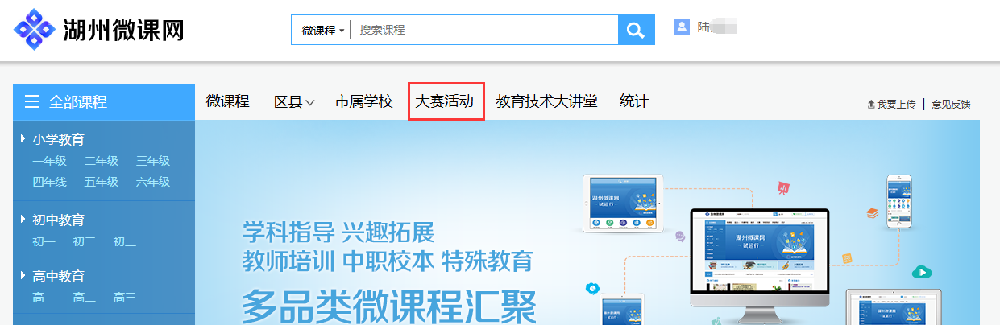 湖州微课网
微课程 搜索课程
陆
全部课程
微课程 区县 市属学校 大赛活动 教育技术大讲堂 统计
我要上传 | 意见反馈
小学教育
一年级 二年级 三年级
四年线 五年级 六年级
初中教育
初一 初二 初三
高中教育
高一 高二 高三
学科指导 兴趣拓展
教师培训 中职校本 特殊教育
多品类微课程汇聚
湖州微课网
试运行
湖州微课网
试运行